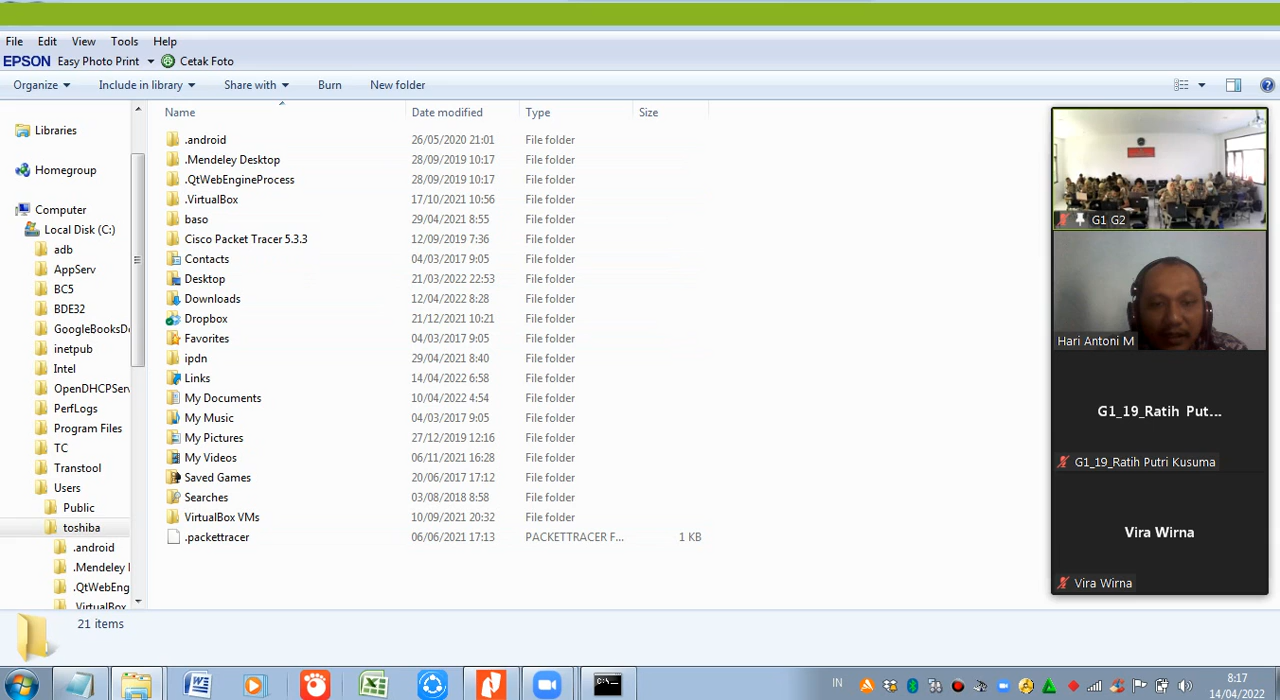 File Edit View Tools Help
EPSON Easy Photo Print Cetak Foto
Organize Include in library Share with Burn New folder
Name Date modified Type Size
.android 26/05/2020 21:01 File folder
.Mendeley Desktop 28/09/2019 10:17 File folder
.QtWebEngineProcess 28/09/2019 10:17 File folder
.VirtualBox 17/10/2021 10:56 File folder
baso 29/04/2021 8:55 File folder
Cisco Packet Tracer 5.3.3 12/09/2019 7:36 File folder
Contacts 04/03/2017 9:05 File folder
Desktop 21/03/2022 22:53 File folder
Downloads 12/04/2022 8:28 File folder
Dropbox 21/12/2021 10:21 File folder
Favorites 04/03/2017 9:05 File folder
ipdn 29/04/2021 8:40 File folder
Links 14/04/2022 6:58 File folder
My Documents 10/04/2022 4:54 File folder
My Music 04/03/2017 9:05 File folder
My Pictures 27/12/2019 12:16 File folder
My Videos 06/11/2021 16:28 File folder
Saved Games 20/06/2017 17:12 File folder
Searches 03/08/2018 8:58 File folder
VirtualBox VMs 10/09/2021 20:32 File folder
.packettracer 06/06/2021 17:13 PACKETTRACER F... 1 KB
Libraries
Homegroup
Computer
Local Disk (C:)
adb
AppServ
BC5
BDE32
GoogleBooksDo
inetpub
Intel
OpenDHCPServ
PerfLogs
Program Files
TC
Transtool
Users
Public
toshiba
.android
.Mendeley
.QtWebEng
.VirtualBox
G1 G2
Hari Antoni M
G1_19_Ratih Put...
G1_19_Ratih Putri Kusuma
Vira Wirna
Vira Wirna
21 items
C:\.
IN
8:17
14/04/2022